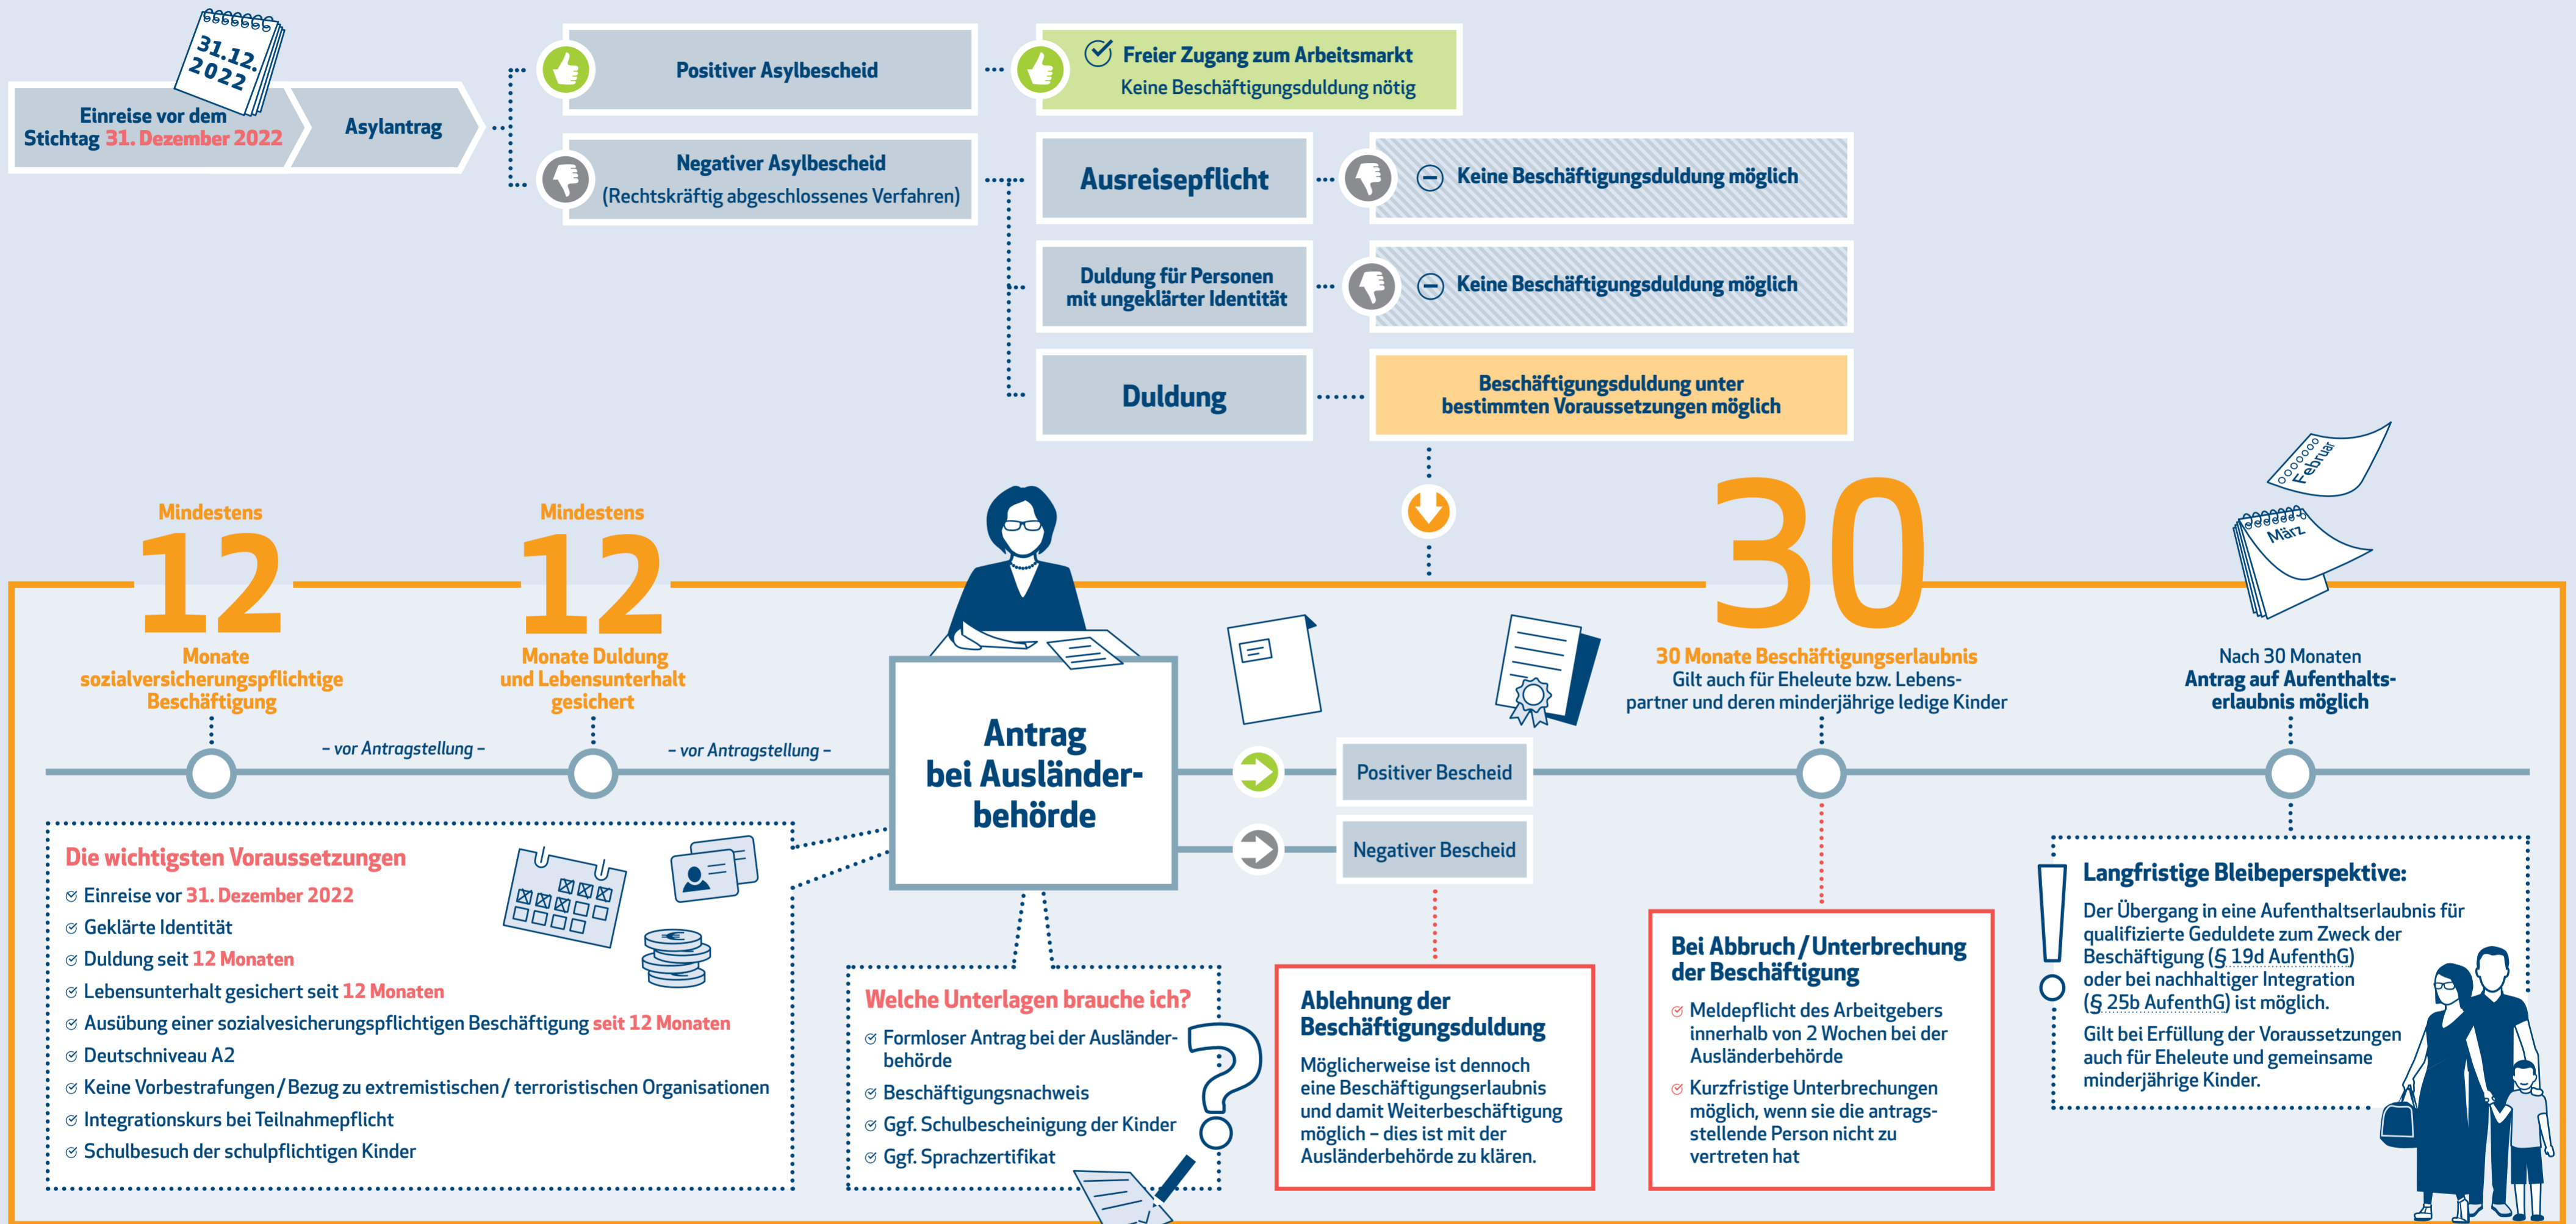 31.12.
2022
Einreise vor dem
Stichtag 31. Dezember 2022
Asylantrag
Positiver Asylbescheid
Freier Zugang zum Arbeitsmarkt
Keine Beschäftigungsduldung nötig
Negativer Asylbescheid
(Rechtskräftig abgeschlossenes Verfahren)
Ausreisepflicht
Keine Beschäftigungsduldung möglich
Duldung für Personen
mit ungeklärter Identität
Keine Beschäftigungsduldung möglich
Duldung
Beschäftigungsduldung unter
bestimmten Voraussetzungen möglich
Mindestens
12
Monate
sozialversicherungspflichtige
Beschäftigung
– vor Antragstellung –
Mindestens
12
Monate Duldung
und Lebensunterhalt
gesichert
– vor Antragstellung –
Antrag
bei Ausländer-
behörde
Positiver Bescheid
Negativer Bescheid
30
30 Monate Beschäftigungserlaubnis
Gilt auch für Eheleute bzw. Lebens-
partner und deren minderjährige ledige Kinder
Februar
März
Nach 30 Monaten
Antrag auf Aufenthalts-
erlaubnis möglich
Die wichtigsten Voraussetzungen
Einreise vor 31. Dezember 2022
Geklärte Identität
Duldung seit 12 Monaten
Lebensunterhalt gesichert seit 12 Monaten
Ausübung einer sozialvesicherungspflichtigen Beschäftigung seit 12 Monaten
Deutschniveau A2
Keine Vorbestrafungen / Bezug zu extremistischen / terroristischen Organisationen
Integrationskurs bei Teilnahmepflicht
Schulbesuch der schulpflichtigen Kinder
€
Welche Unterlagen brauche ich?
Formloser Antrag bei der Ausländer-
behörde
Beschäftigungsnachweis
Ggf. Schulbescheinigung der Kinder
Ggf. Sprachzertifikat
?
Ablehnung der
Beschäftigungsduldung
Möglicherweise ist dennoch
eine Beschäftigungserlaubnis
und damit Weiterbeschäftigung
möglich – dies ist mit der
Ausländerbehörde zu klären.
Bei Abbruch / Unterbrechung
der Beschäftigung
Meldepflicht des Arbeitgebers
innerhalb von 2 Wochen bei der
Ausländerbehörde
Kurzfristige Unterbrechungen
möglich, wenn sie die antrags-
stellende Person nicht zu
vertreten hat
!
Langfristige Bleibeperspektive:
Der Übergang in eine Aufenthaltserlaubnis für
qualifizierte Geduldete zum Zweck der
Beschäftigung (§ 19d AufenthG)
oder bei nachhaltiger Integration
(§ 25b AufenthG) ist möglich.
Gilt bei Erfüllung der Voraussetzungen
auch für Eheleute und gemeinsame
minderjährige Kinder.